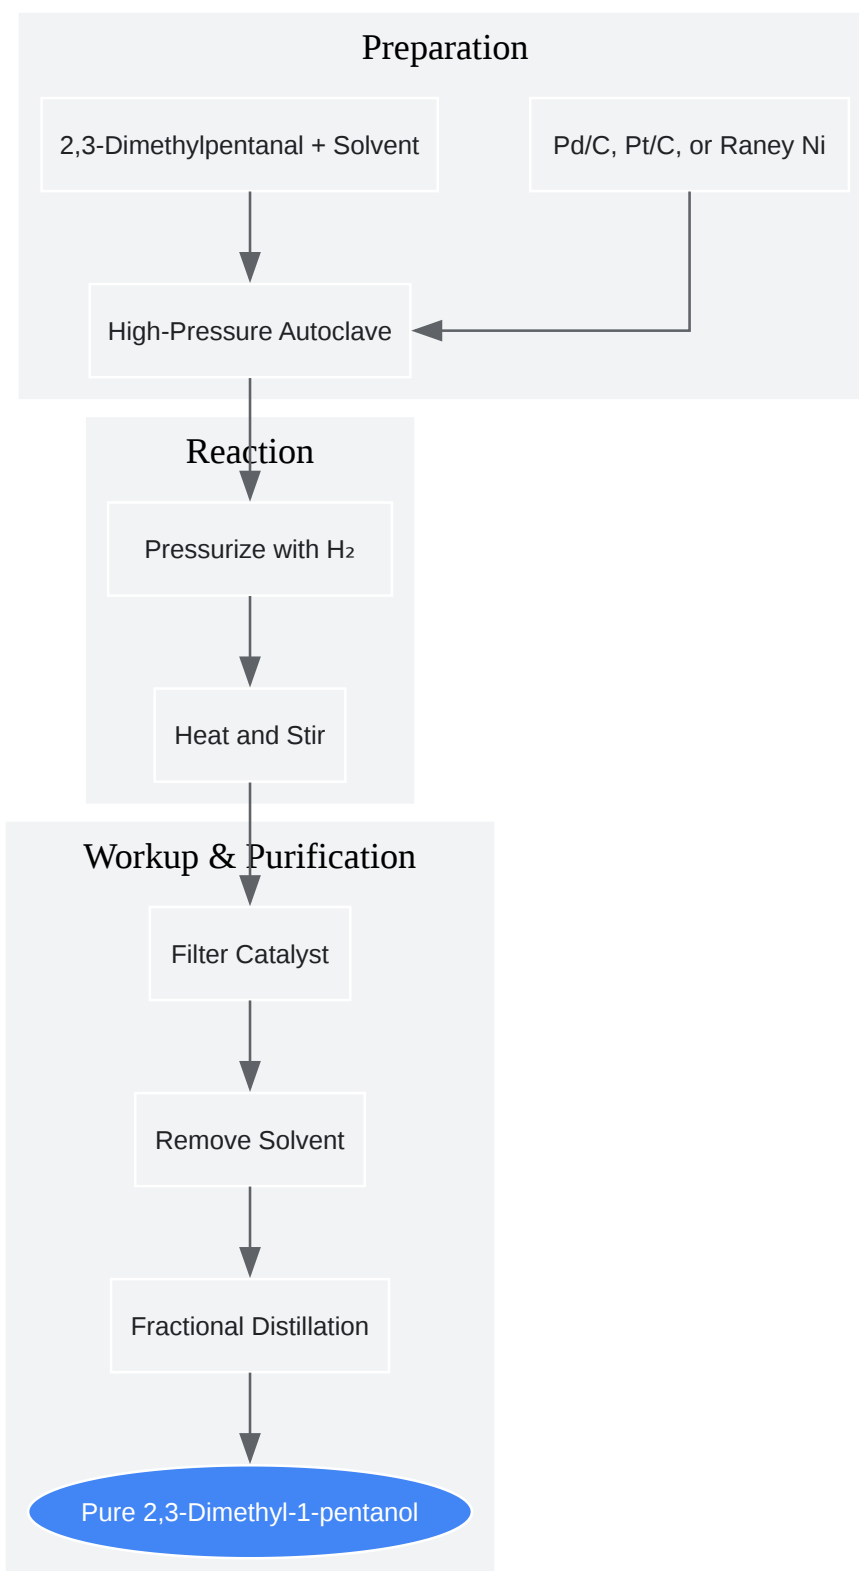 Preparation
2,3-Dimethylpentanal + Solvent
Pd/C, Pt/C, or Raney Ni
High-Pressure Autoclave
Reaction
Pressurize with H₂
Heat and Stir
Workup & Purification
Filter Catalyst
Remove Solvent
Fractional Distillation
Pure 2,3-Dimethyl-1-pentanol